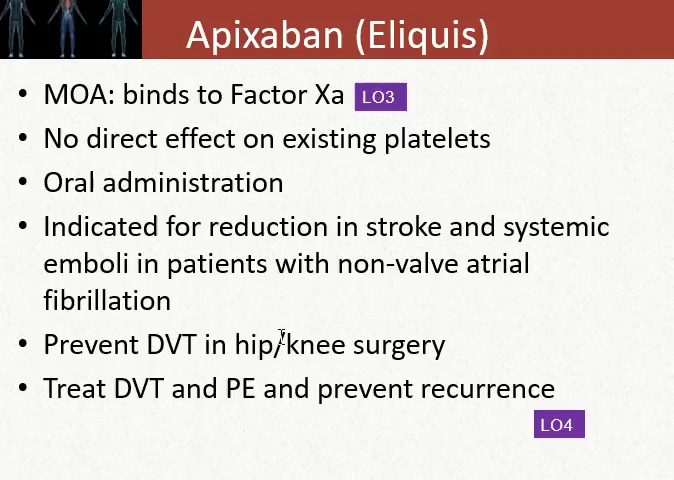 Apixaban (Eliquis)
• MOA: binds to Factor Xa LO3
• No direct effect on existing platelets
• Oral administration
• Indicated for reduction in stroke and systemic
emboli in patients with non-valve atrial
fibrillation
• Prevent DVT in hip/knee surgery
• Treat DVT and PE and prevent recurrence
LO4